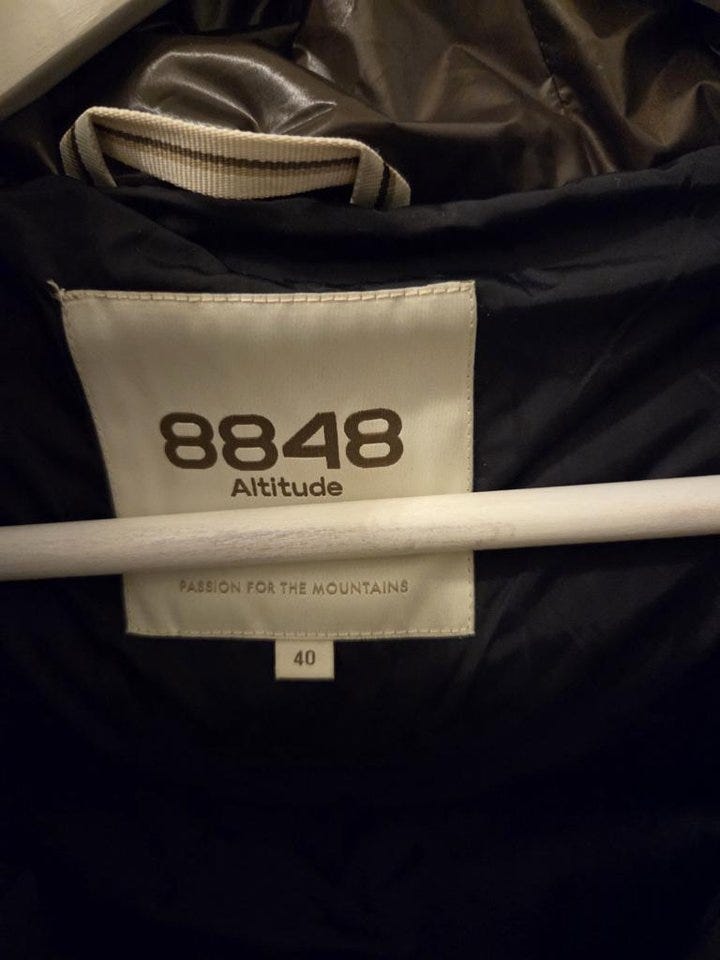 8848
Altitude
PASSION FOR THE MOUNTAINS
40